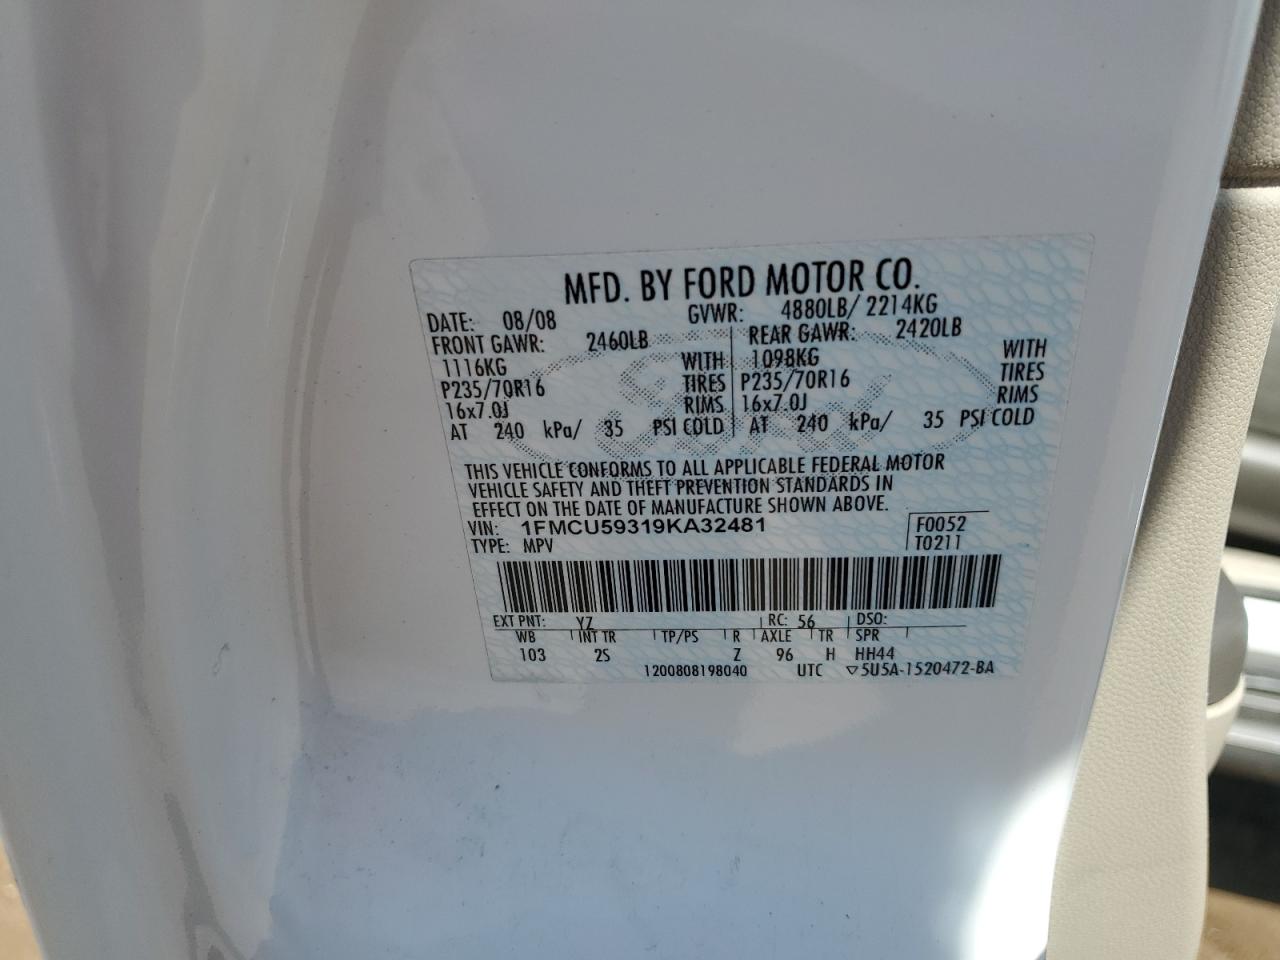 MFD. BY FORD MOTOR CO.
DATE: 08/08 GVWR: 4880LB/ 2214KG
FRONT GAWR: 2460LB REAR GAWR: 2420LB
1116KG WITH 1098KG WITH
P235/70R16 TIRES P235/70R16 TIRES
16x7.0J RIMS 16x7.0J RIMS
AT 240 kPa/ 35 PSI COLD AT 240 kPa/ 35 PSI COLD
THIS VEHICLE CONFORMS TO ALL APPLICABLE FEDERAL MOTOR
VEHICLE SAFETY AND THEFT PREVENTION STANDARDS IN
EFFECT ON THE DATE OF MANUFACTURE SHOWN ABOVE.
VIN: 1FMCU59319KA32481 F0052
TYPE: MPV T0211
EXT PNT: YZ RC: 56 DSO:
WB INT TR TP/PS R AXLE TR SPR
103 2S Z 96 H HH44
1200808198040 UTC ▽5U5A-1520472-BA